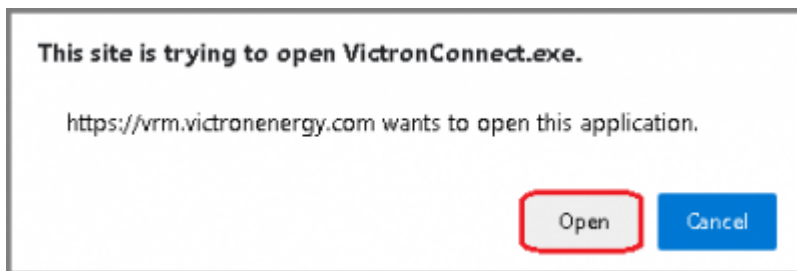 This site is trying to open VictronConnect.exe.
https://vrm.victronenergy.com wants to open this application.
Open Cancel